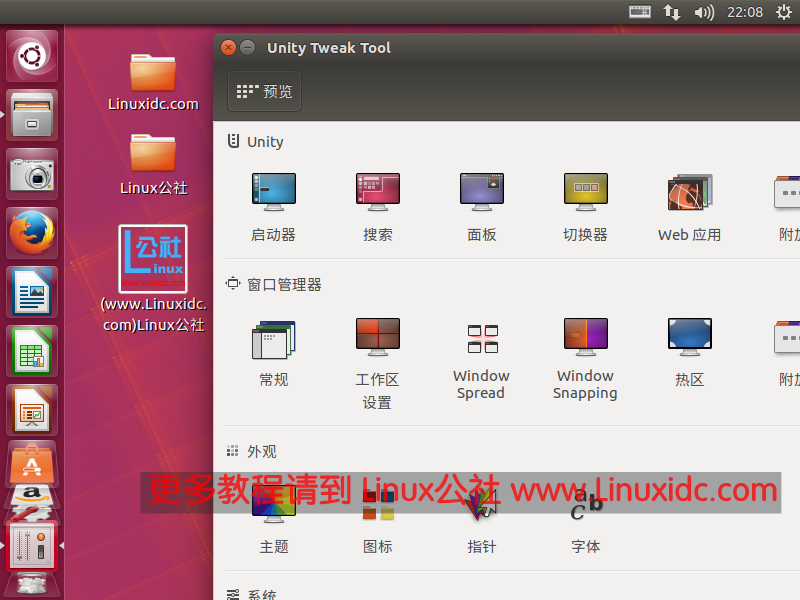 22:08
Unity Tweak Tool
预览
Linuxidc.com
Linux公社
公社
Linux
(www.Linuxidc.
com)Linux公社
Unity
启动器
搜索
面板
切换器
Web 应用
附加
窗口管理器
常规
工作区
设置
Window
Spread
Window
Snapping
热区
附加
外观
更多教程请到 Linux公社 www.Linuxidc.com
主题
图标
指针
字体
系统